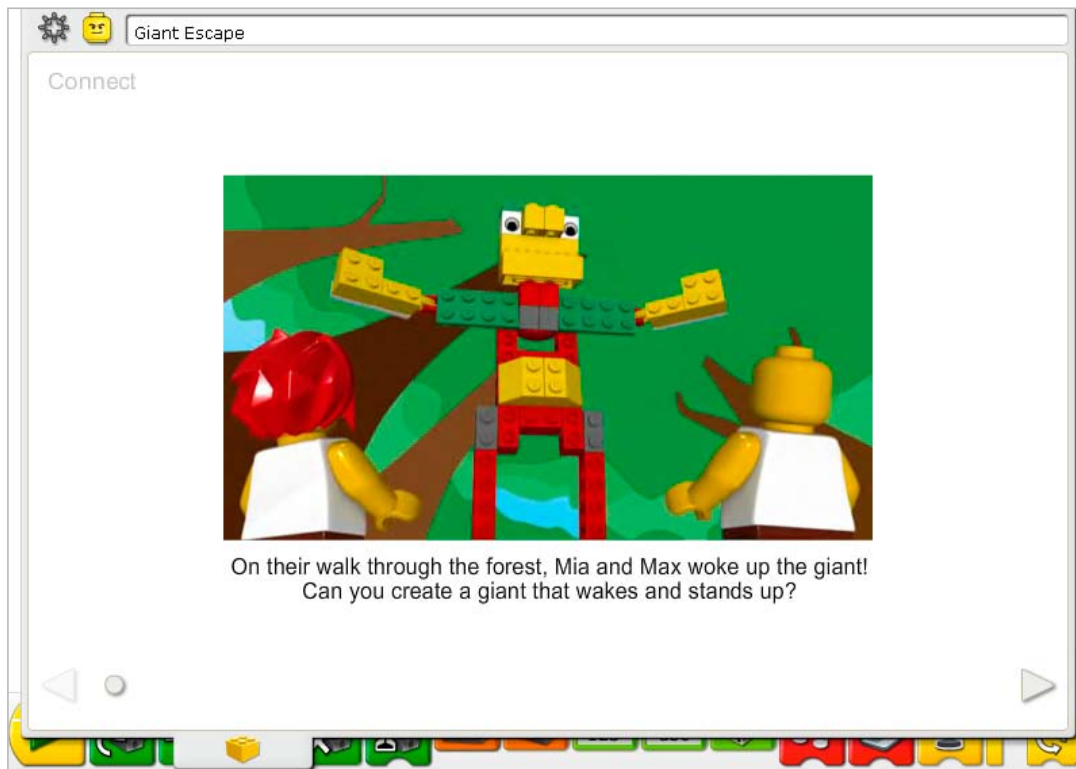 Giant Escape
Connect
On their walk through the forest, Mia and Max woke up the giant!
Can you create a giant that wakes and stands up?